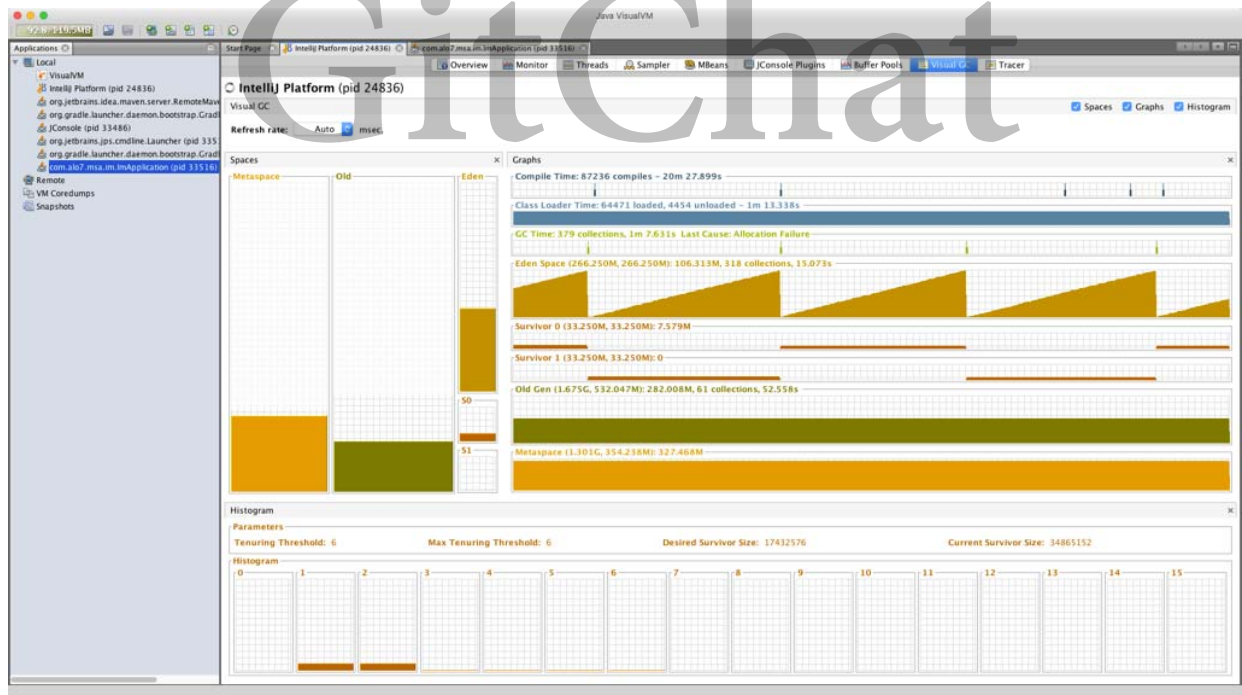 GitChat
Java VisualVM
92.8/119.5MB
Applications
Local
VisualVM
IntelliJ Platform (pid 24836)
org.jetbrains.idea.maven.server.RemoteMave
org.gradle.launcher.daemon.bootstrap.Gradl
JConsole (pid 33486)
org.jetbrains.jps.cmdline.Launcher (pid 335
org.gradle.launcher.daemon.bootstrap.Gradl
com.alo7.msa.im.ImApplication (pid 33516)
Remote
VM Coredumps
Snapshots
Start Page IntelliJ Platform (pid 24836) com.alo7.msa.im.ImApplication (pid 33516)
Overview Monitor Threads Sampler MBeans JConsole Plugins Buffer Pools Visual GC Tracer
IntelliJ Platform (pid 24836)
Visual GC Spaces Graphs Histogram
Refresh rate: Auto msec.
Spaces
Metaspace Old Eden
S0
S1
Graphs
Compile Time: 87236 compiles - 20m 27.899s
Class Loader Time: 64471 loaded, 4454 unloaded - 1m 13.338s
GC Time: 379 collections, 1m 7.631s Last Cause: Allocation Failure
Eden Space (266.250M, 266.250M): 106.313M, 318 collections, 15.073s
Survivor 0 (33.250M, 33.250M): 7.579M
Survivor 1 (33.250M, 33.250M): 0
Old Gen (1.675G, 532.047M): 282.008M, 61 collections, 52.558s
Metaspace (1.301G, 354.238M): 327.468M
Histogram
Parameters
Tenuring Threshold: 6 Max Tenuring Threshold: 6 Desired Survivor Size: 17432576 Current Survivor Size: 34865152
Histogram
0 1 2 3 4 5 6 7 8 9 10 11 12 13 14 15